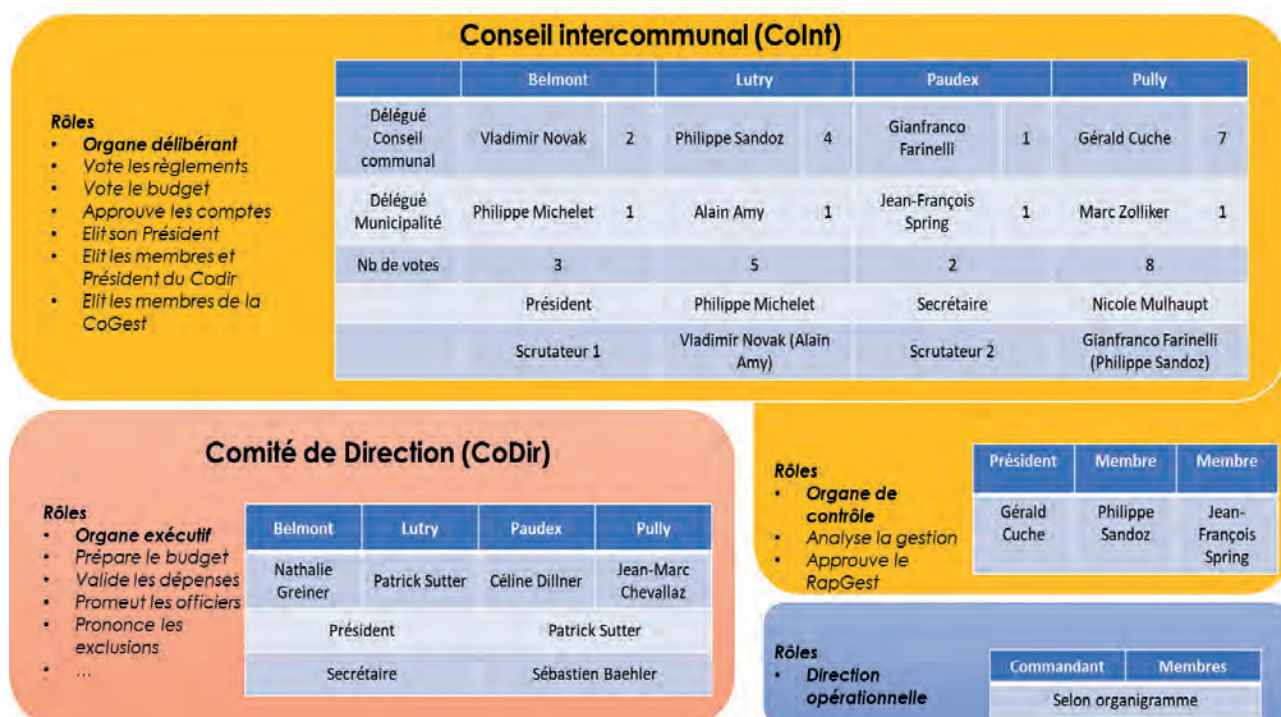 Conseil intercommunal (CoInt)
Rôles
• Organe délibérant
• Vote les règlements
• Vote le budget
• Approuve les comptes
• Elit son Président
• Elit les membres et
Président du Codir
• Elit les membres de la
CoGest
Belmont Lutry Paudex Pully
Délégué
Conseil
communal
Vladimir Novak 2 Philippe Sandoz 4 Gianfranco
Farinelli 1 Gérald Cuche 7
Délégué
Municipalité
Philippe Michelet 1 Alain Amy 1 Jean-François
Spring 1 Marc Zolliker 1
Nb de votes 3 5 2 8
Président Philippe Michelet Secrétaire Nicole Mulhaupt
Scrutateur 1 Vladimir Novak (Alain
Amy) Scrutateur 2 Gianfranco Farinelli
(Philippe Sandoz)
Comité de Direction (CoDir)
Rôles
• Organe exécutif
• Prépare le budget
• Valide les dépenses
• Promeut les officiers
• Prononce les
exclusions
• ...
Belmont Lutry Paudex Pully
Nathalie
Greiner Patrick Sutter Céline Dillner Jean-Marc
Chevallaz
Président Patrick Sutter
Secrétaire Sébastien Baehler
Rôles
• Organe de
contrôle
• Analyse la gestion
• Approuve le
RapGest
Président Membre Membre
Gérald
Cuche Philippe
Sandoz Jean-
François
Spring
Rôles
• Direction
opérationnelle
Commandant Membres
Selon organigramme